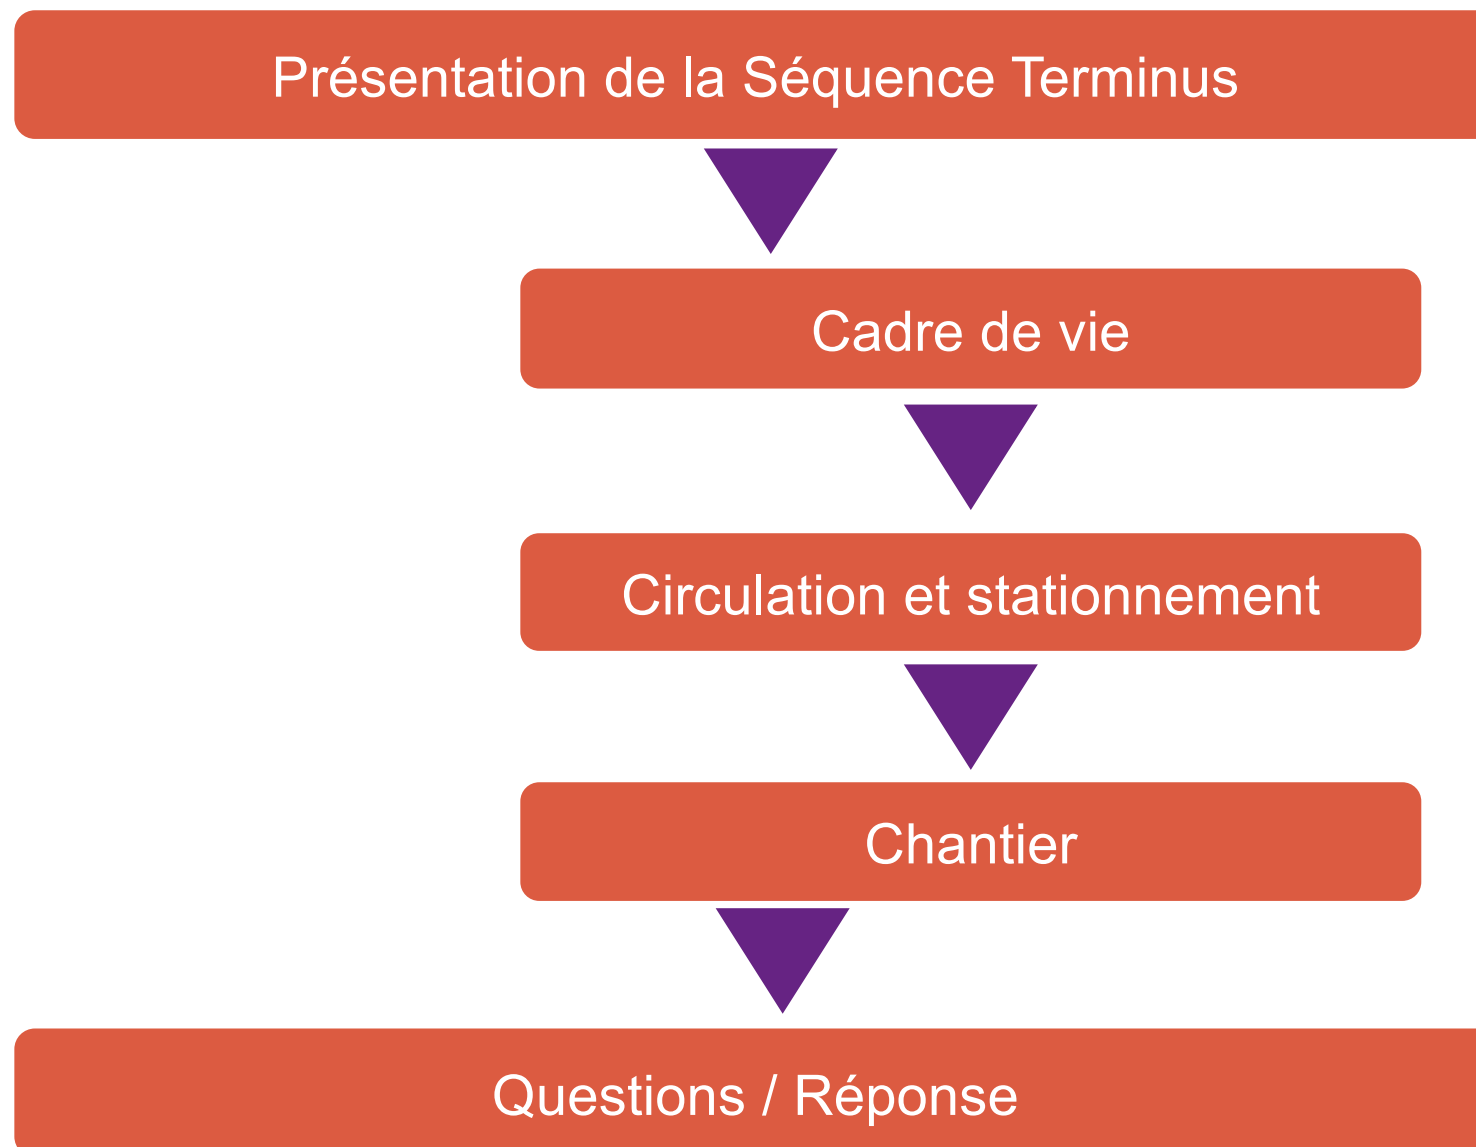 Présentation de la Séquence Terminus
Cadre de vie
Circulation et stationnement
Chantier
Questions / Réponse